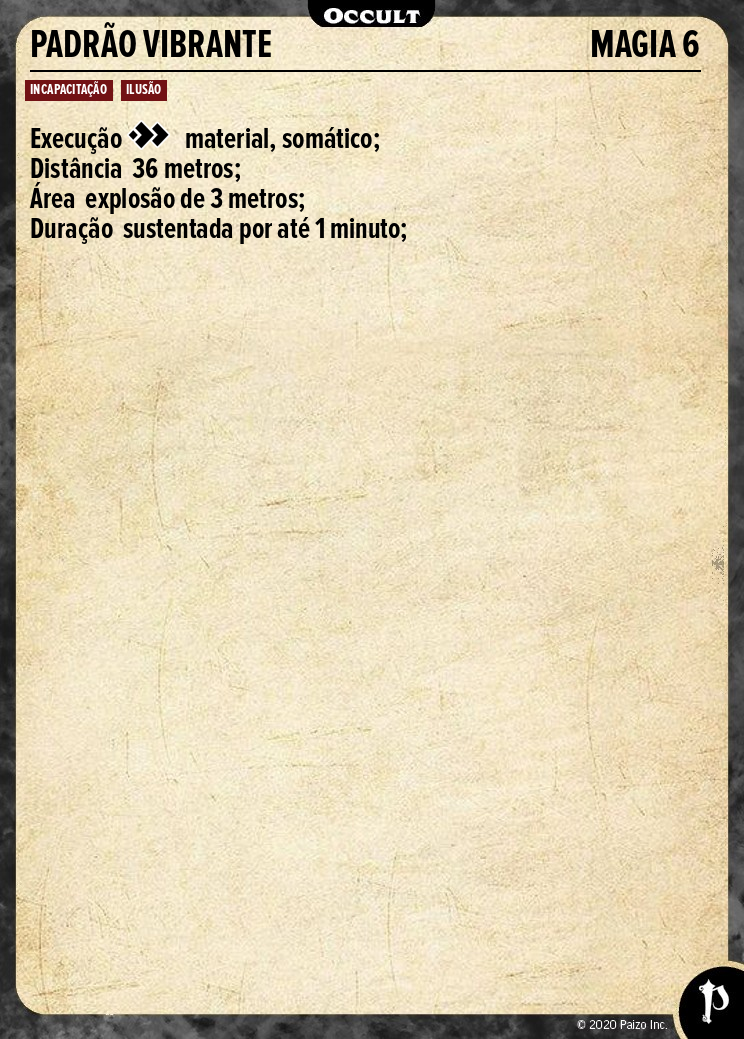 OCCULT
PADRÃO VIBRANTE MAGIA 6
INCAPACITAÇÃO ILUSÃO
Execução material, somático;
Distância 36 metros;
Área explosão de 3 metros;
Duração sustentada por até 1 minuto;
© 2020 Paizo Inc.